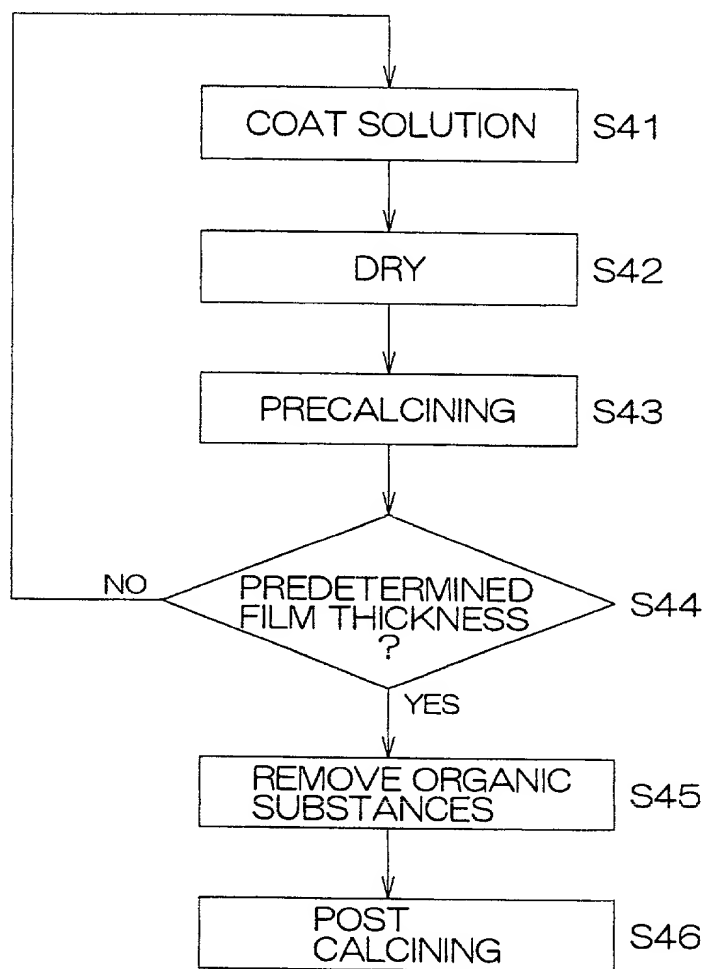 COAT SOLUTION S41
DRY S42
PRECALCINING S43
NO
PREDETERMINED
FILM THICKNESS
?
S44
YES
REMOVE ORGANIC
SUBSTANCES
S45
POST
CALCINING
S46